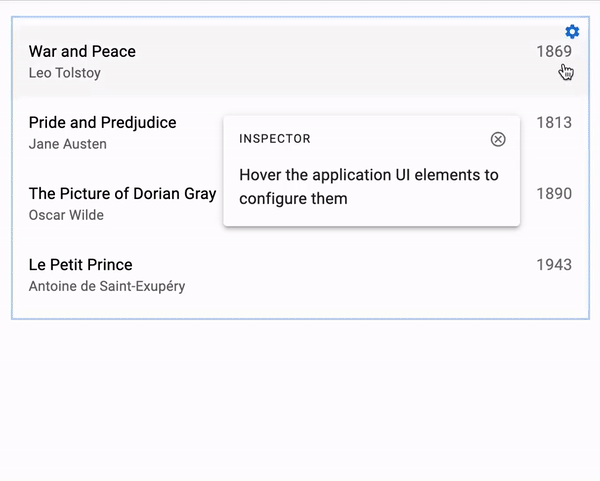 War and Peace
1869
Leo Tolstoy
Pride and Predjudice
1813
Jane Austen
INSPECTOR
Hover the application UI elements to
configure them
The Picture of Dorian Gray
1890
Oscar Wilde
Le Petit Prince
1943
Antoine de Saint-Exupéry